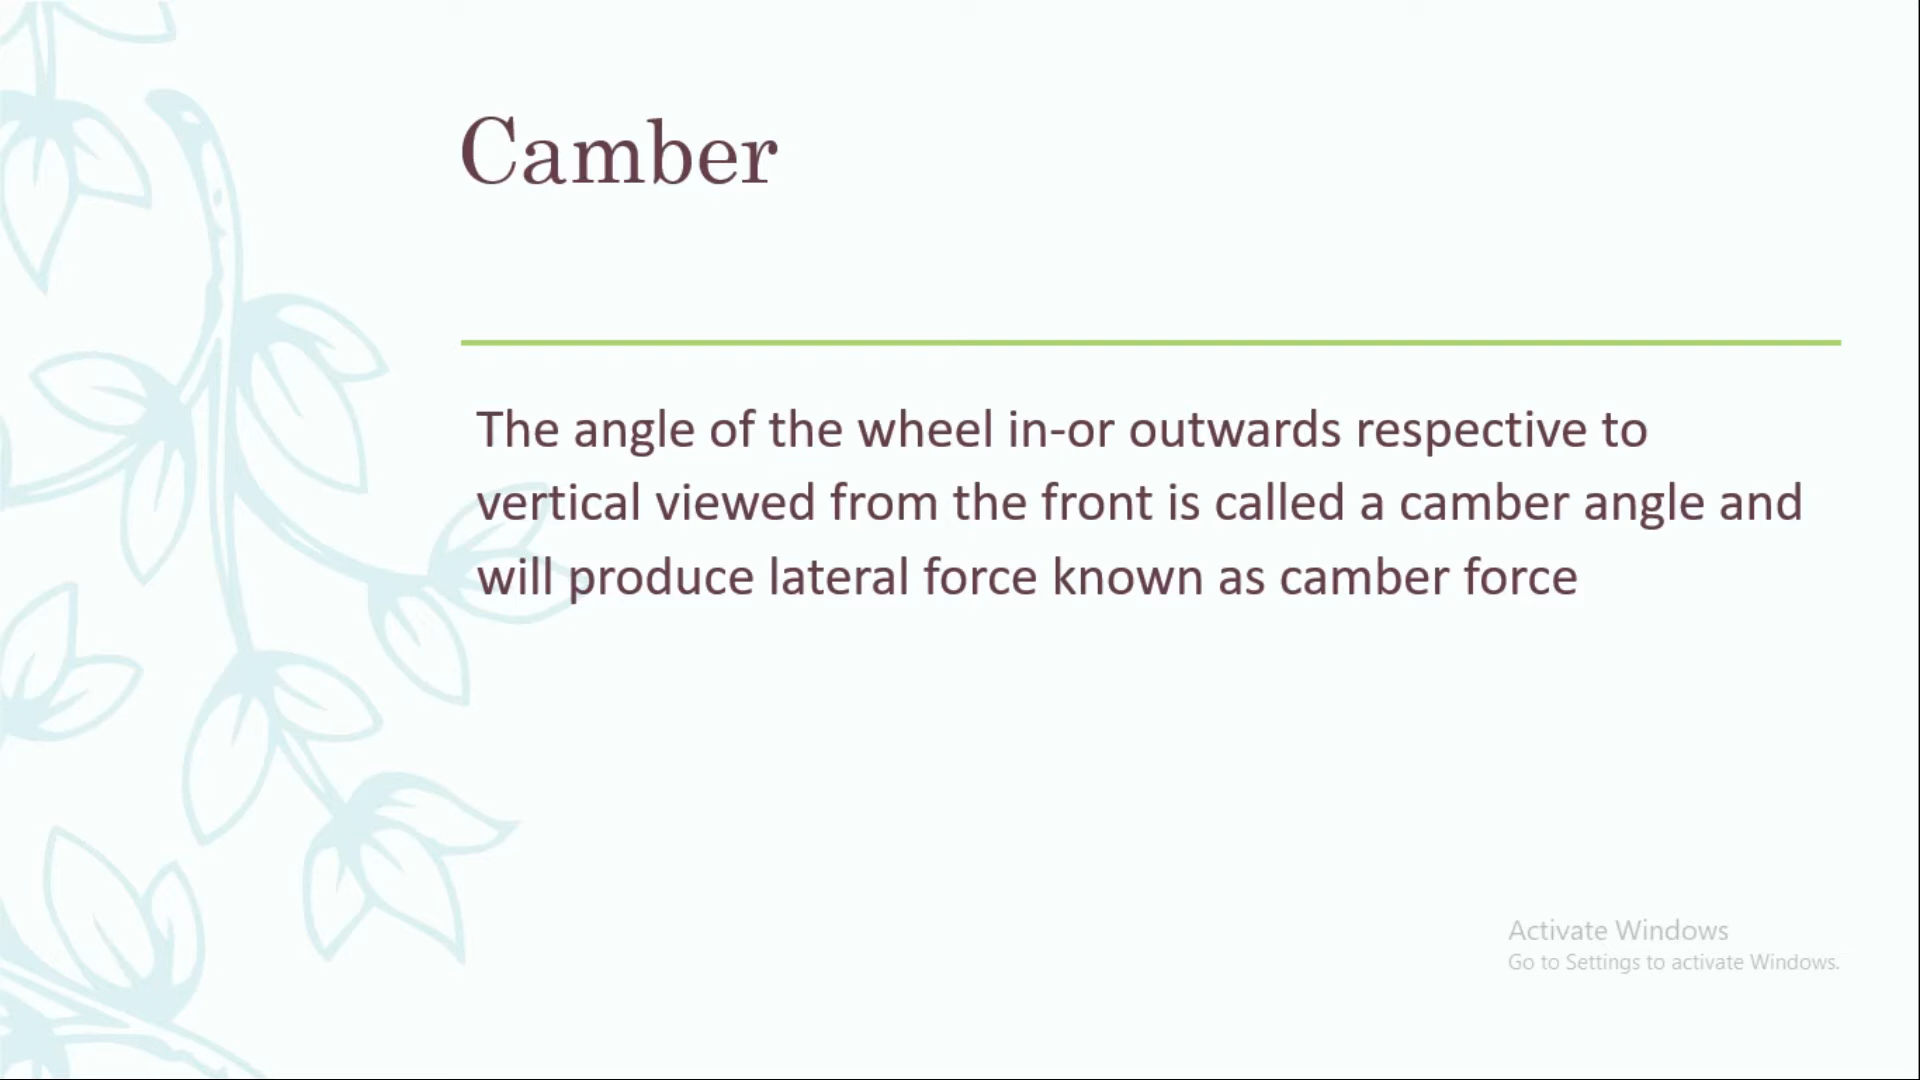 Camber
The angle of the wheel in-or outwards respective to
vertical viewed from the front is called a camber angle and
will produce lateral force known as camber force
Activate Windows
Go to Settings to activate Windows.